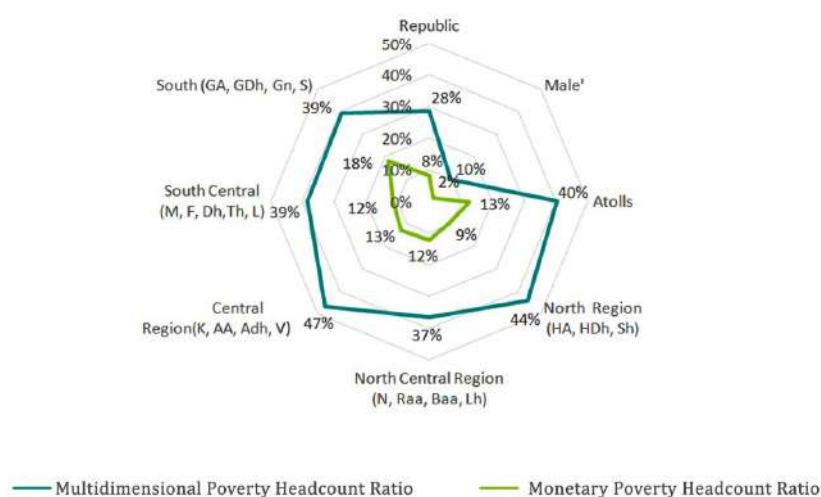 Republic
50%
40%
30%
20%
10%
0%
28%
8%
Male'
10%
2%
Atolls
40%
13%
North Region
(HA, HDh, Sh)
44%
9%
North Central Region
(N, Raa, Baa, Lh)
37%
12%
Central
Region(K, AA, Adh, V)
47%
13%
South Central
(M, F, Dh,Th, L)
39%
12%
South (GA, GDh, Gn, S)
39%
18%
Multidimensional Poverty Headcount Ratio
Monetary Poverty Headcount Ratio